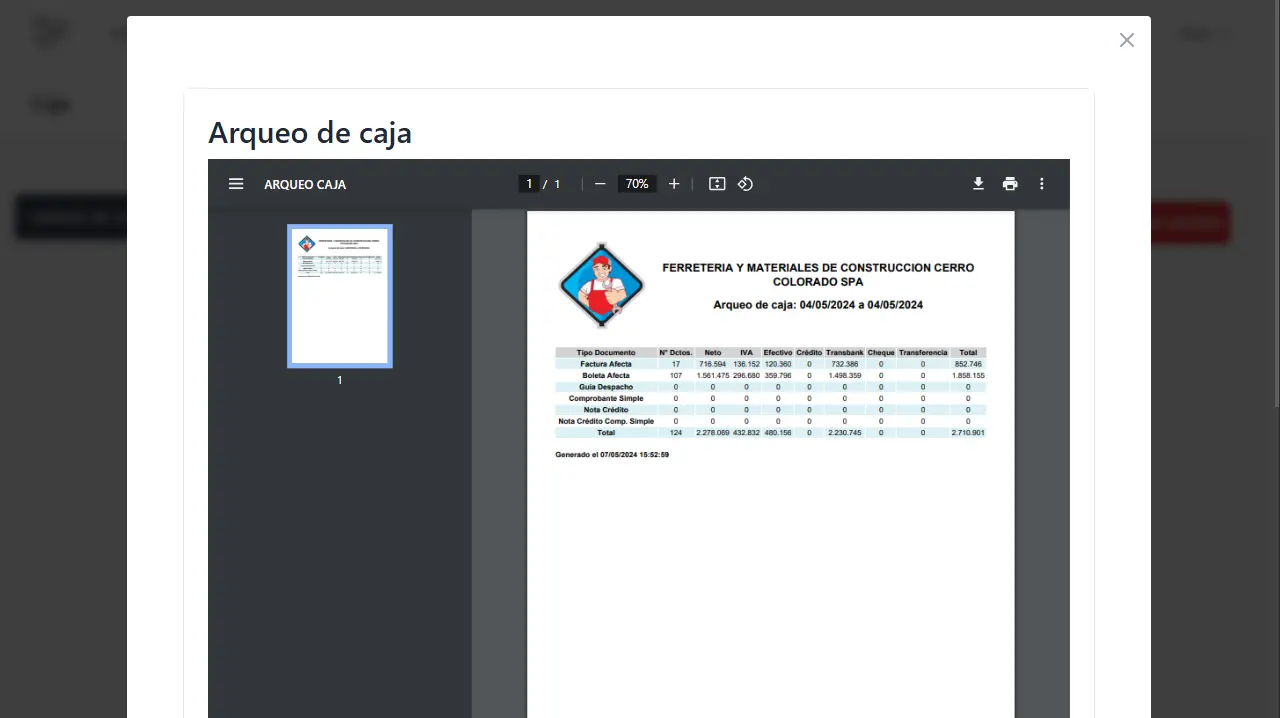 Arqueo de caja
ARQUEO CAJA
1 / 1
70%
1
FERRETERIA Y MATERIALES DE CONSTRUCCION CERRO
COLORADO SPA
Arqueo de caja: 04/05/2024 a 04/05/2024
Tipo Documento N° Dctos. Neto IVA Efectivo Crédito Transbank Cheque Transferencia Total
Factura Afecta 17 716.594 136.152 120.360 0 732.386 0 0 852.746
Boleta Afecta 107 1.561.475 296.680 359.796 0 1.498.359 0 0 1.858.155
Guía Despacho 0 0 0 0 0 0 0 0 0
Comprobante Simple 0 0 0 0 0 0 0 0 0
Nota Crédito 0 0 0 0 0 0 0 0 0
Nota Crédito Comp. Simple 0 0 0 0 0 0 0 0 0
Total 124 2.278.069 432.832 480.156 0 2.230.745 0 0 2.710.901
Generado el 07/05/2024 15:52:59